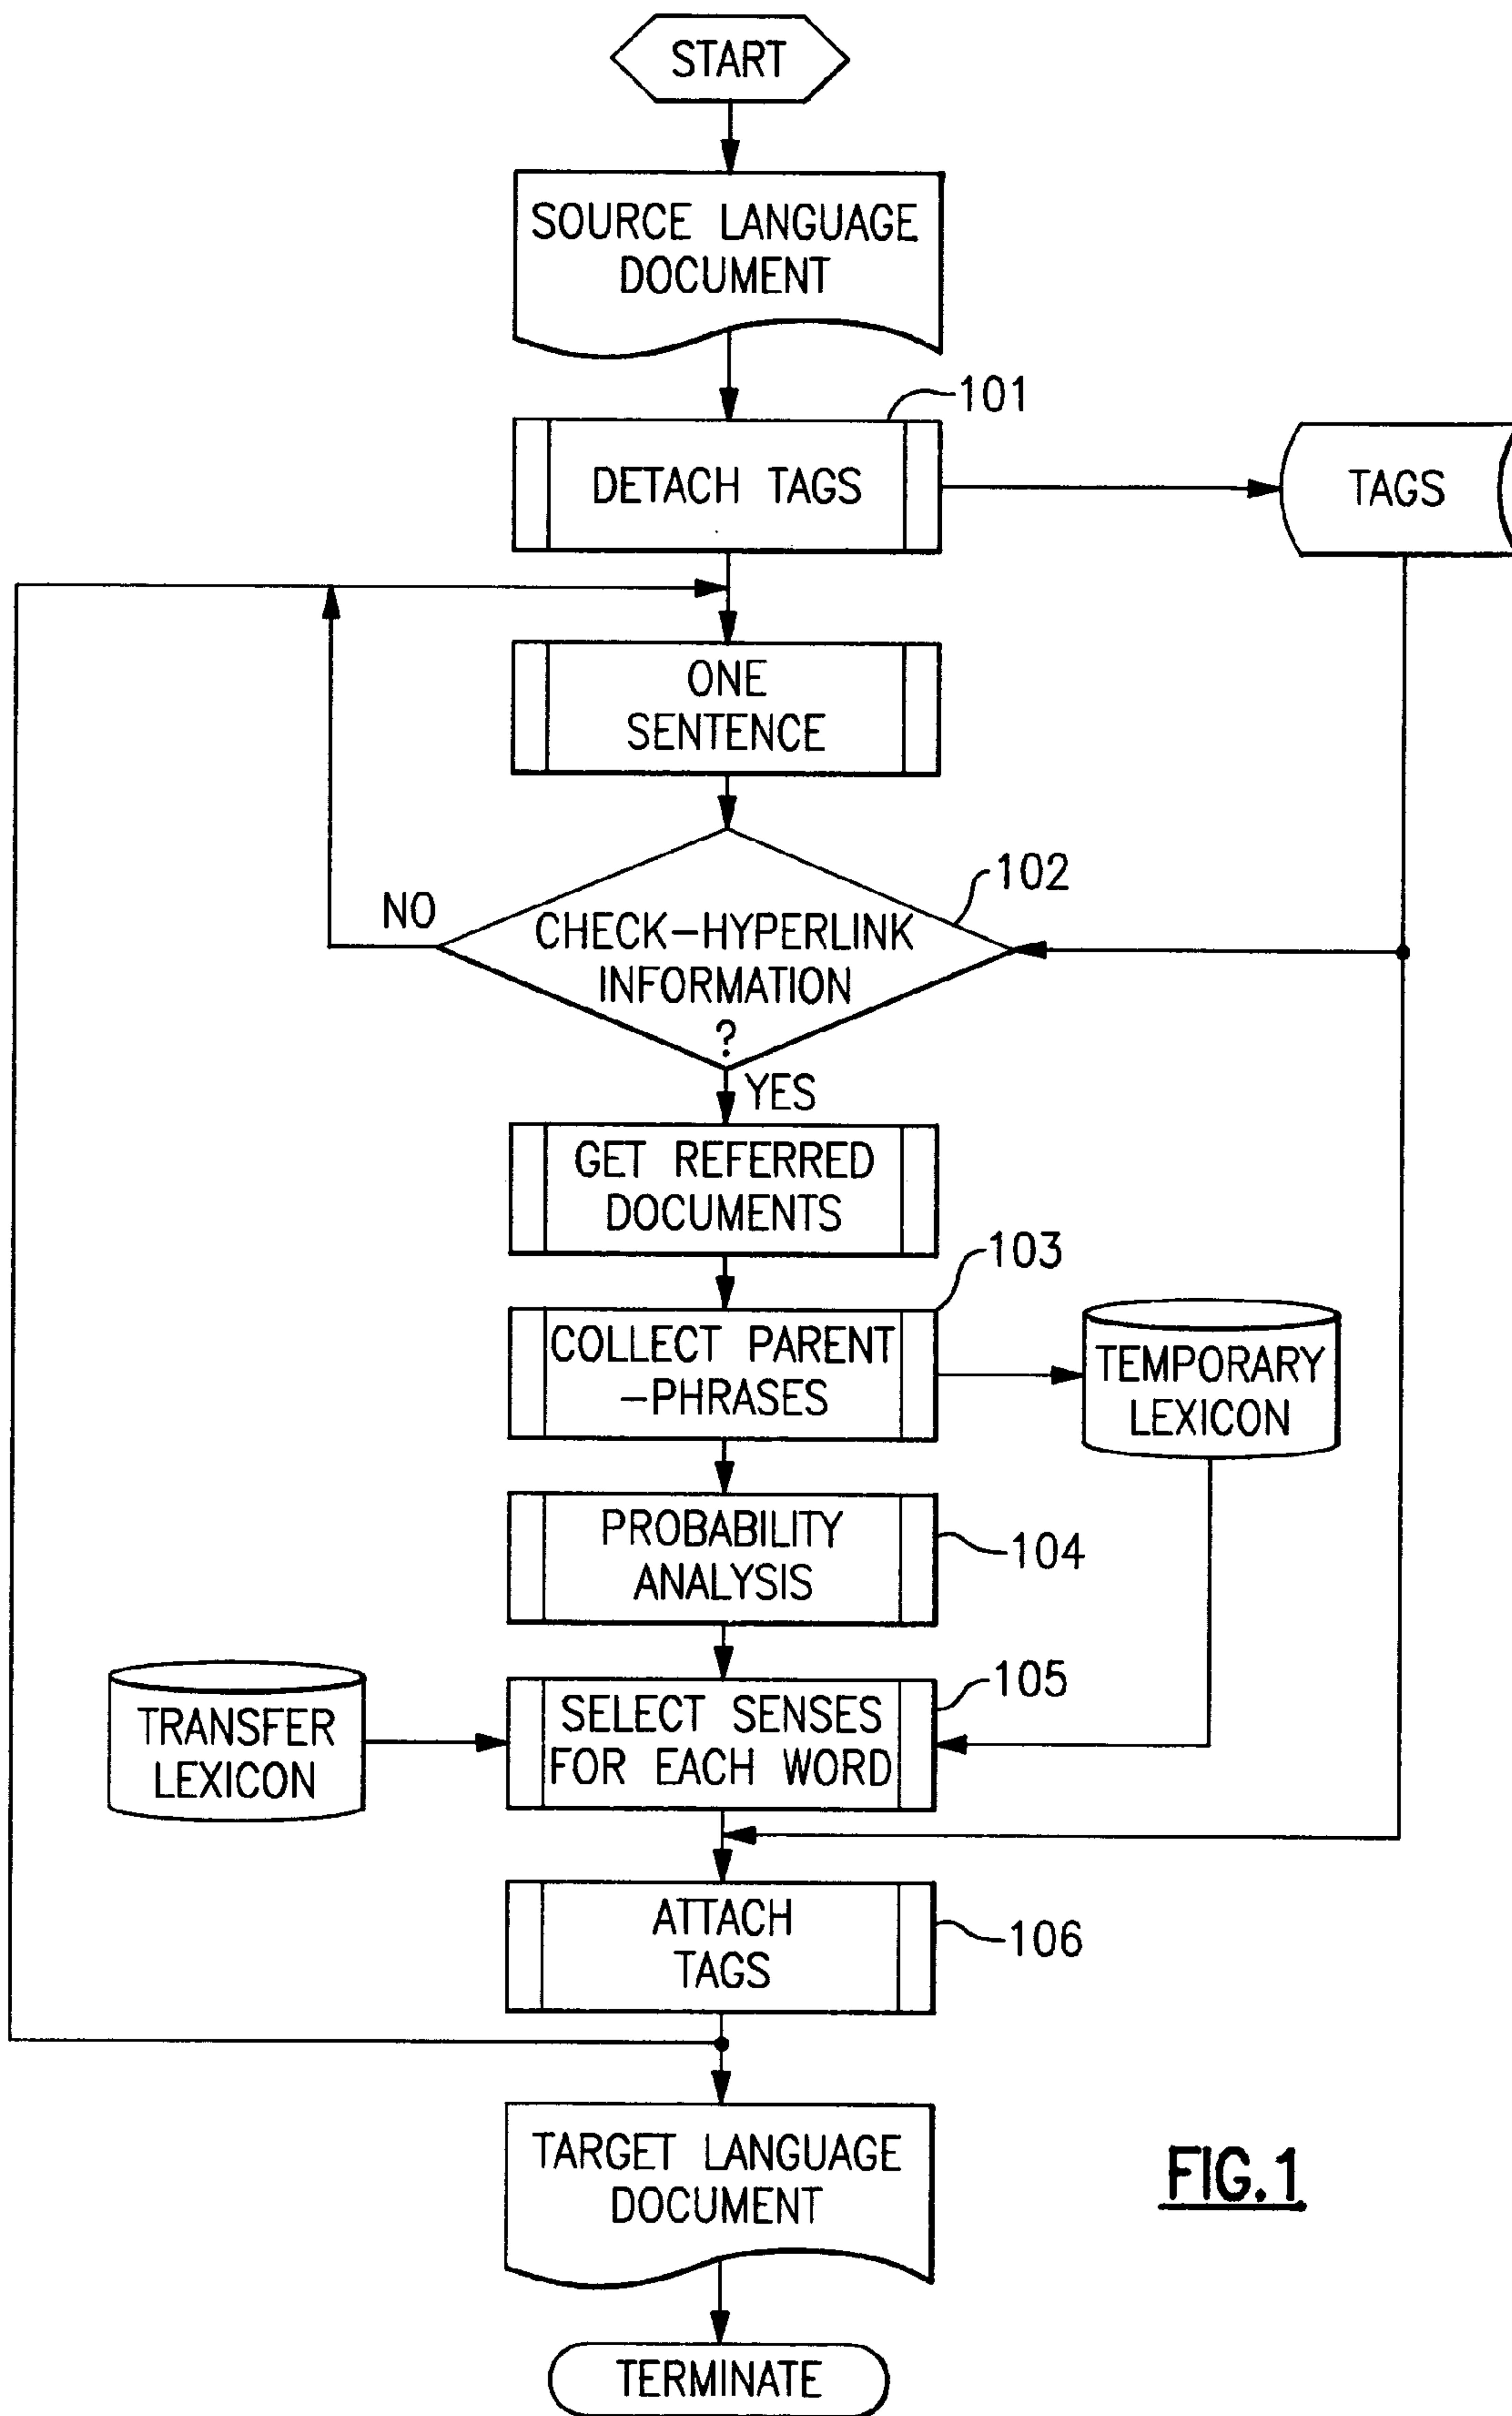 START
SOURCE LANGUAGE
DOCUMENT
101
DETACH TAGS
TAGS
ONE
SENTENCE
102
NO
CHECK-HYPERLINK
INFORMATION
?
YES
GET REFERRED
DOCUMENTS
103
COLLECT PARENT
-PHRASES
TEMPORARY
LEXICON
PROBABILITY
ANALYSIS
104
105
TRANSFER
LEXICON
SELECT SENSES
FOR EACH WORD
ATTACH
TAGS
106
TARGET LANGUAGE
DOCUMENT
FIG.1
TERMINATE